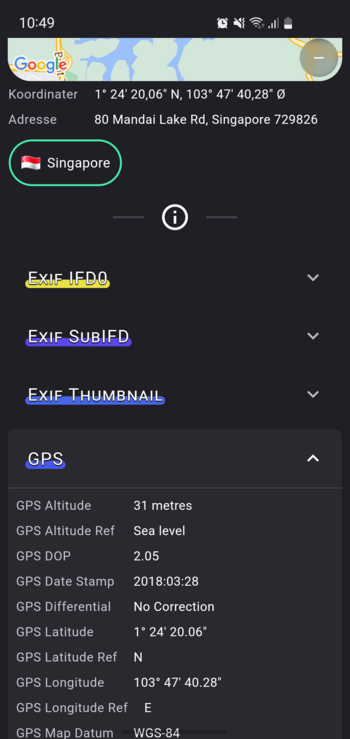 10:49
Google
Koordinater 1° 24' 20,06" N, 103° 47' 40,28" Ø
Adresse 80 Mandai Lake Rd, Singapore 729826
Singapore
Exif IFD0
Exif SubIFD
Exif Thumbnail
GPS
GPS Altitude 31 metres
GPS Altitude Ref Sea level
GPS DOP 2.05
GPS Date Stamp 2018:03:28
GPS Differential No Correction
GPS Latitude 1° 24' 20.06"
GPS Latitude Ref N
GPS Longitude 103° 47' 40.28"
GPS Longitude Ref E
GPS Map Datum WGS-84